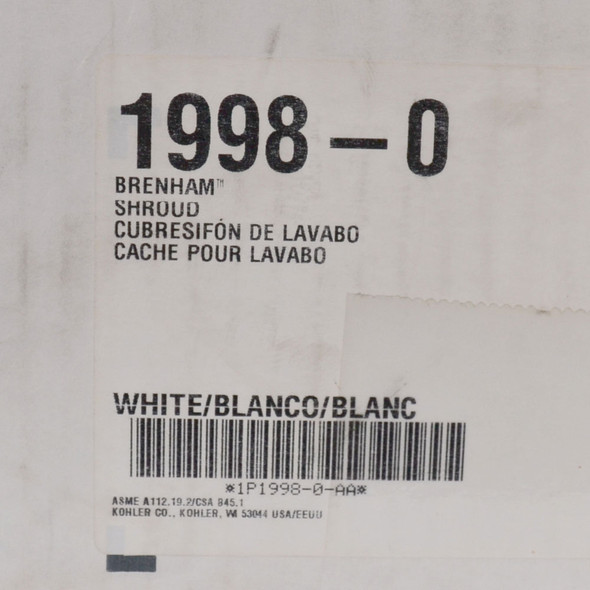 1998-0
BRENHAM™
SHROUD
CUBRESIFÓN DE LAVABO
CACHE POUR LAVABO
WHITE/BLANCO/BLANC
*1P1998-0-AA*
ASME A112.19.2/CSA B45.1
KOHLER CO., KOHLER, WI 53044 USA/EEUU